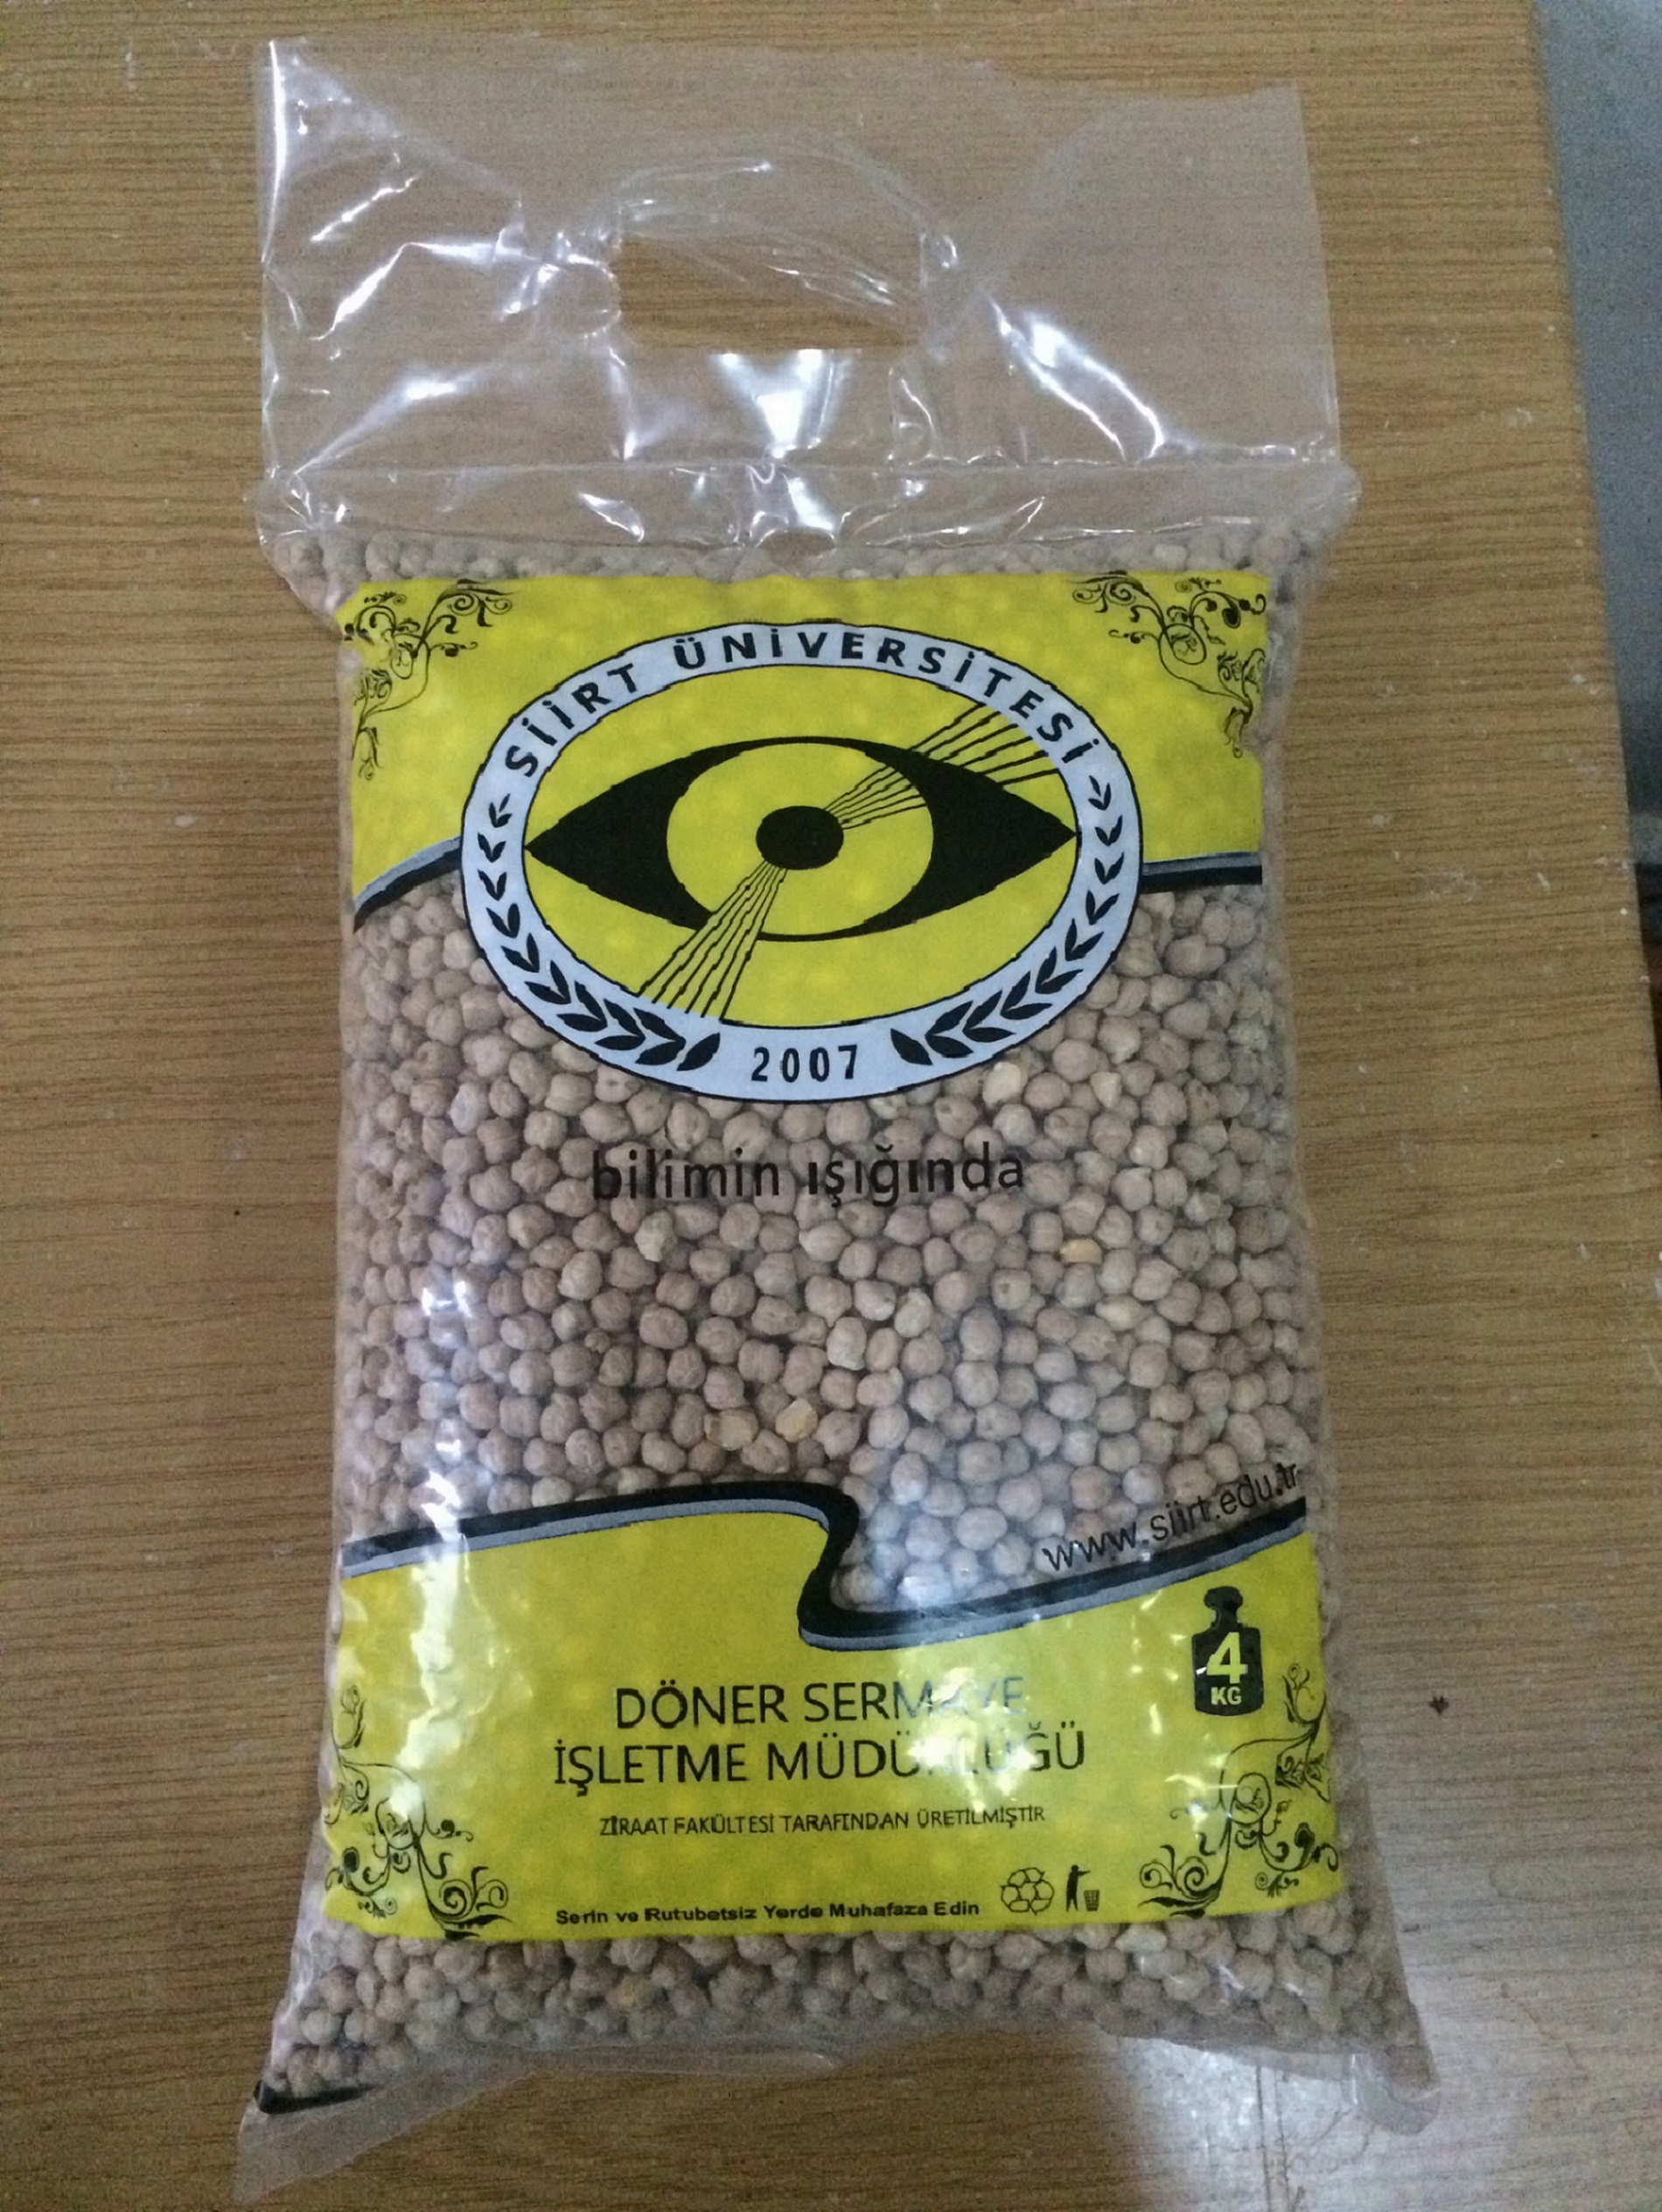 SİİRT ÜNİVERSİTESİ
2007
bilimin ışığında
www.siirt.edu.tr
4
KG
DÖNER SERMAYE
İŞLETME MÜDÜRLÜĞÜ
ZİRAAT FAKÜLTESİ TARAFINDAN ÜRETİLMİŞTİR
Serin ve Rutubetsiz Yerde Muhafaza Edin